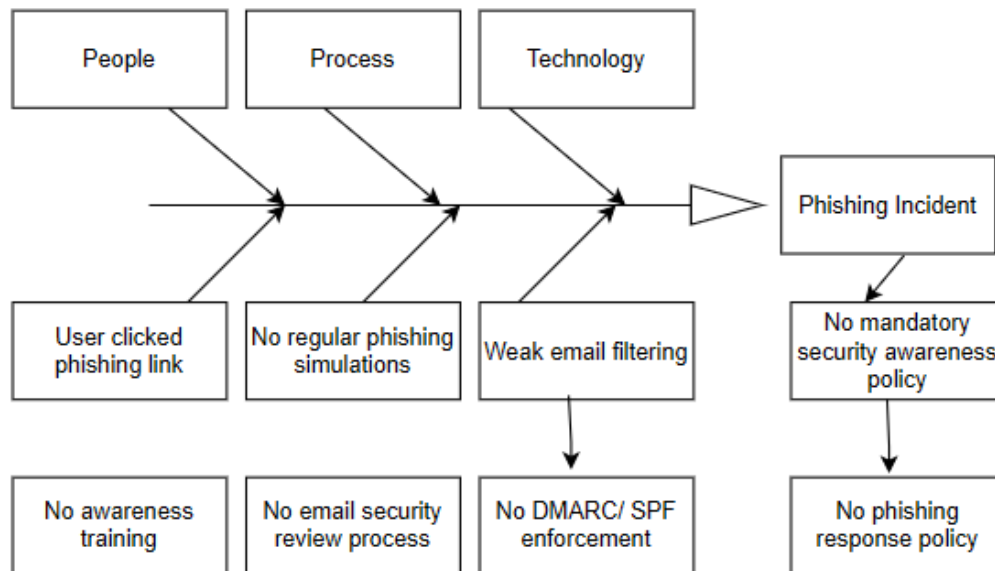 People
Process
Technology
Phishing Incident
User clicked
phishing link
No regular phishing
simulations
Weak email filtering
No mandatory
security awareness
policy
No awareness
training
No email security
review process
No DMARC/ SPF
enforcement
No phishing
response policy